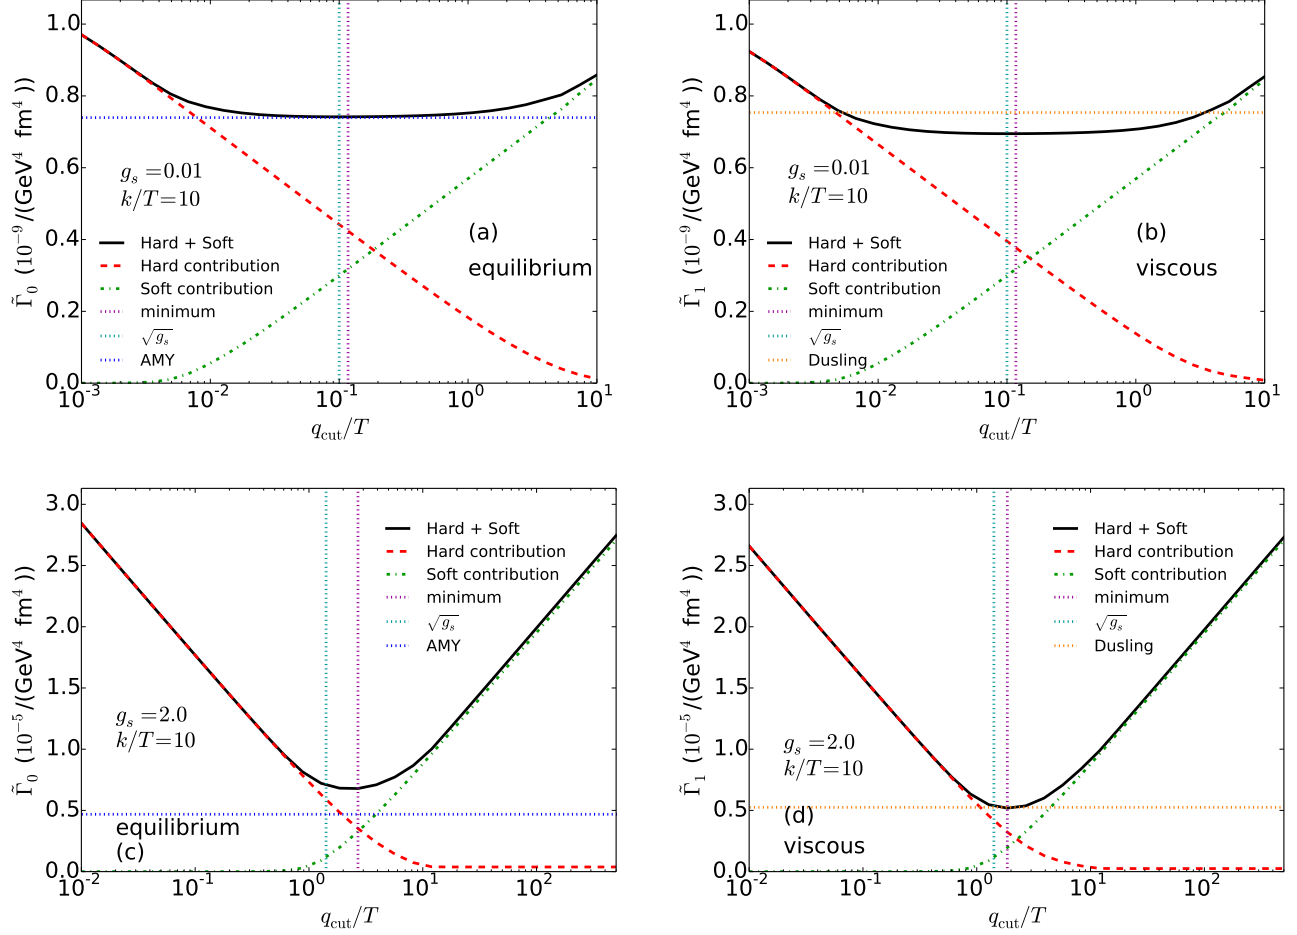 1.0
0.8
0.6
0.4
0.2
0.0
Γ̃₀ (10⁻⁹/(GeV⁴ fm⁴))
g_s = 0.01
k/T = 10
(a)
equilibrium
Hard + Soft
Hard contribution
Soft contribution
minimum
√g_s
AMY
10⁻³ 10⁻² 10⁻¹ 10⁰ 10¹
q_cut/T
1.0
0.8
0.6
0.4
0.2
0.0
Γ̃₁ (10⁻⁹/(GeV⁴ fm⁴))
g_s = 0.01
k/T = 10
(b)
viscous
Hard + Soft
Hard contribution
Soft contribution
minimum
√g_s
Dusling
10⁻³ 10⁻² 10⁻¹ 10⁰ 10¹
q_cut/T
3.0
2.5
2.0
1.5
1.0
0.5
0.0
Γ̃₀ (10⁻⁵/(GeV⁴ fm⁴))
Hard + Soft
Hard contribution
Soft contribution
minimum
√g_s
AMY
g_s = 2.0
k/T = 10
equilibrium
(c)
10⁻² 10⁻¹ 10⁰ 10¹ 10²
q_cut/T
3.0
2.5
2.0
1.5
1.0
0.5
0.0
Γ̃₁ (10⁻⁵/(GeV⁴ fm⁴))
Hard + Soft
Hard contribution
Soft contribution
minimum
√g_s
Dusling
g_s = 2.0
k/T = 10
(d)
viscous
10⁻² 10⁻¹ 10⁰ 10¹ 10²
q_cut/T